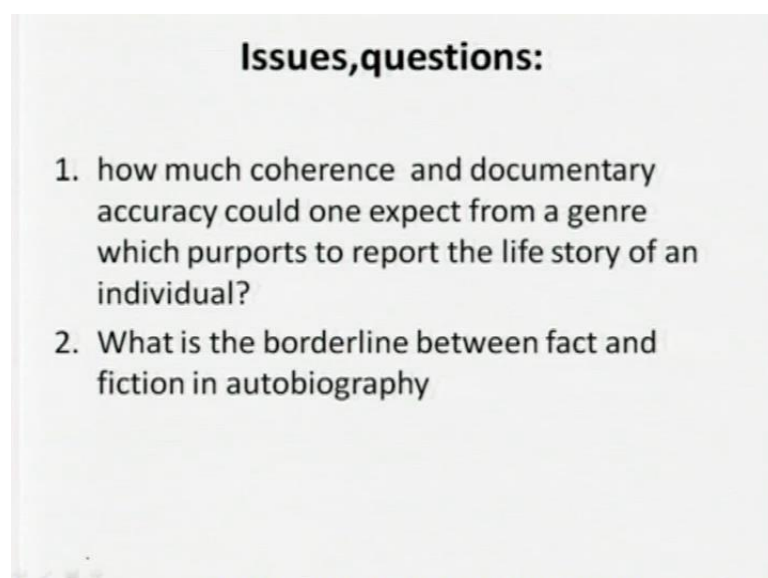 Issues,questions:
1. how much coherence and documentary
accuracy could one expect from a genre
which purports to report the life story of an
individual?
2. What is the borderline between fact and
fiction in autobiography